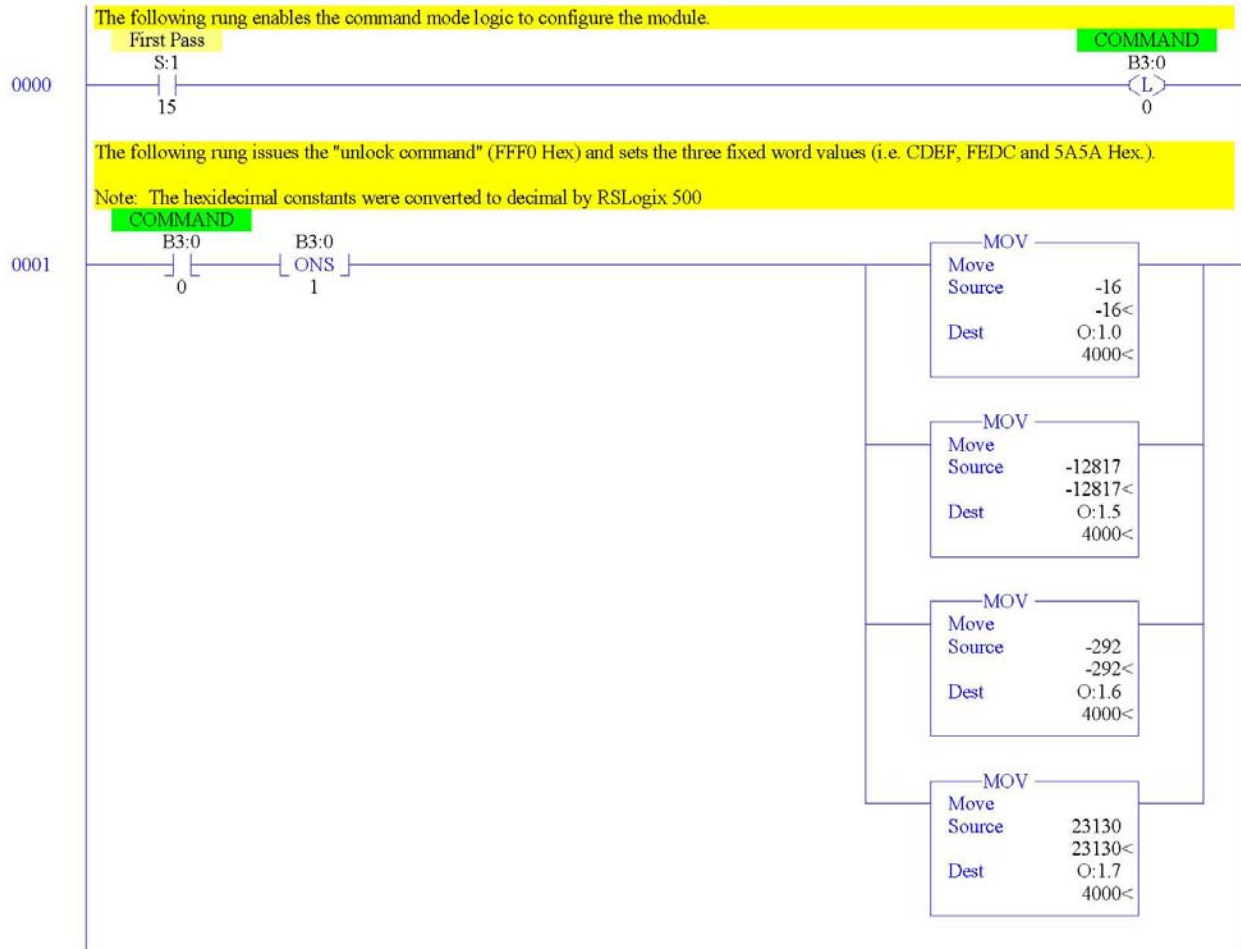 The following rung enables the command mode logic to configure the module.
First Pass
COMMAND
S:1
B3:0
0000
L
15
0
The following rung issues the "unlock command" (FFF0 Hex) and sets the three fixed word values (i.e. CDEF, FEDC and 5A5A Hex.).
Note: The hexidecimal constants were converted to decimal by RSLogix 500
COMMAND
B3:0 B3:0
0001
ONS
0 1
MOV
Move
Source -16
-16<
Dest O:1.0
4000<
MOV
Move
Source -12817
-12817<
Dest O:1.5
4000<
MOV
Move
Source -292
-292<
Dest O:1.6
4000<
MOV
Move
Source 23130
23130<
Dest O:1.7
4000<